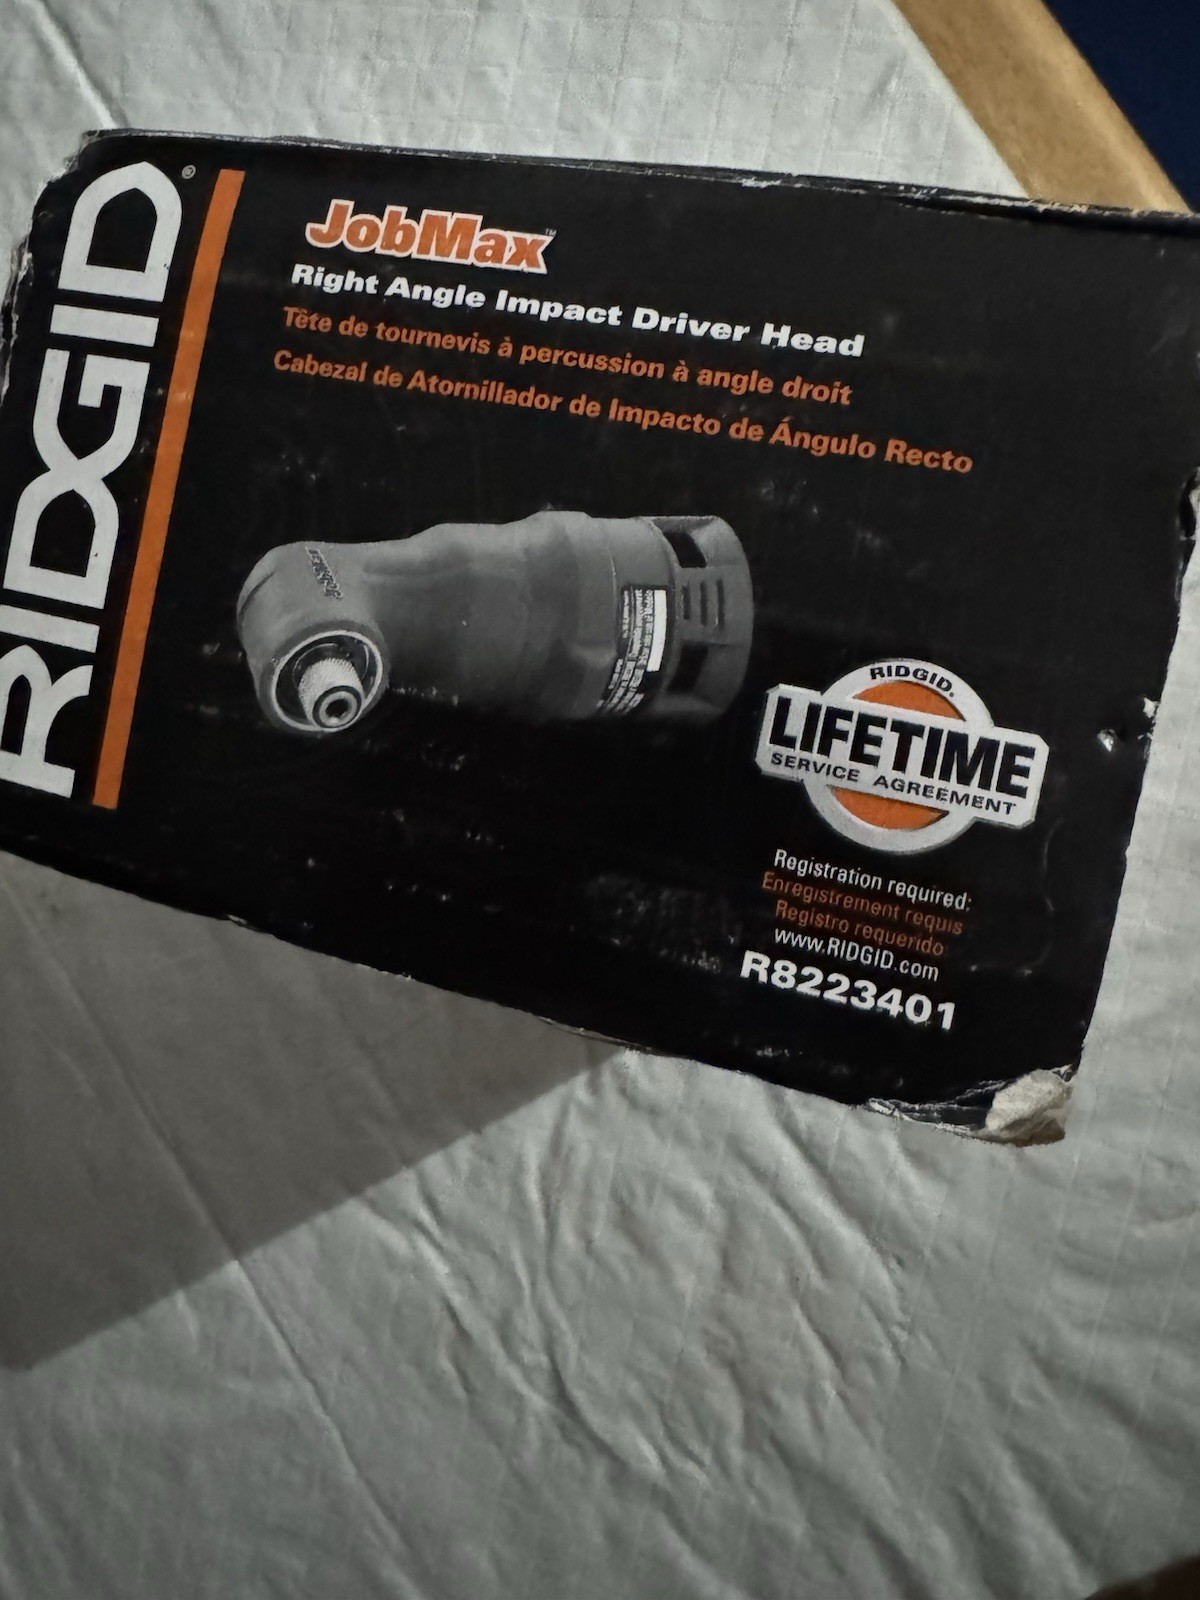 RIDGID®
JobMax™
Right Angle Impact Driver Head
Tête de tournevis à percussion à angle droit
Cabezal de Atornillador de Impacto de Ángulo Recto
RIDGID.
LIFETIME
SERVICE AGREEMENT
Registration required:
Enregistrement requis
Registro requerido
www.RIDGID.com
R8223401